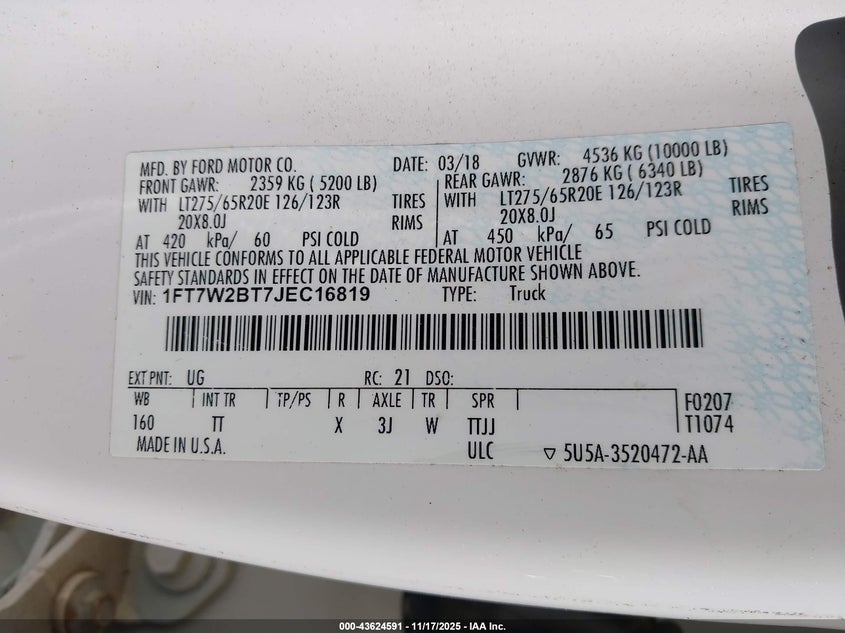 MFD. BY FORD MOTOR CO. DATE: 03/18 GVWR: 4536 KG (10000 LB)
FRONT GAWR: 2359 KG ( 5200 LB) REAR GAWR: 2876 KG ( 6340 LB)
WITH LT275/65R20E 126/123R TIRES WITH LT275/65R20E 126/123R TIRES
20X8.0J RIMS 20X8.0J RIMS
AT 420 kPa/ 60 PSI COLD AT 450 kPa/ 65 PSI COLD
THIS VEHICLE CONFORMS TO ALL APPLICABLE FEDERAL MOTOR VEHICLE
SAFETY STANDARDS IN EFFECT ON THE DATE OF MANUFACTURE SHOWN ABOVE.
VIN: 1FT7W2BT7JEC16819 TYPE: Truck
EXT PNT: UG RC: 21 DSO:
WB INT TR TP/PS R AXLE TR SPR F0207
160 TT X 3J W TTJJ T1074
MADE IN U.S.A. ULC ▽ 5U5A-3520472-AA
000-43624591 - 11/17/2025 - IAA Inc.